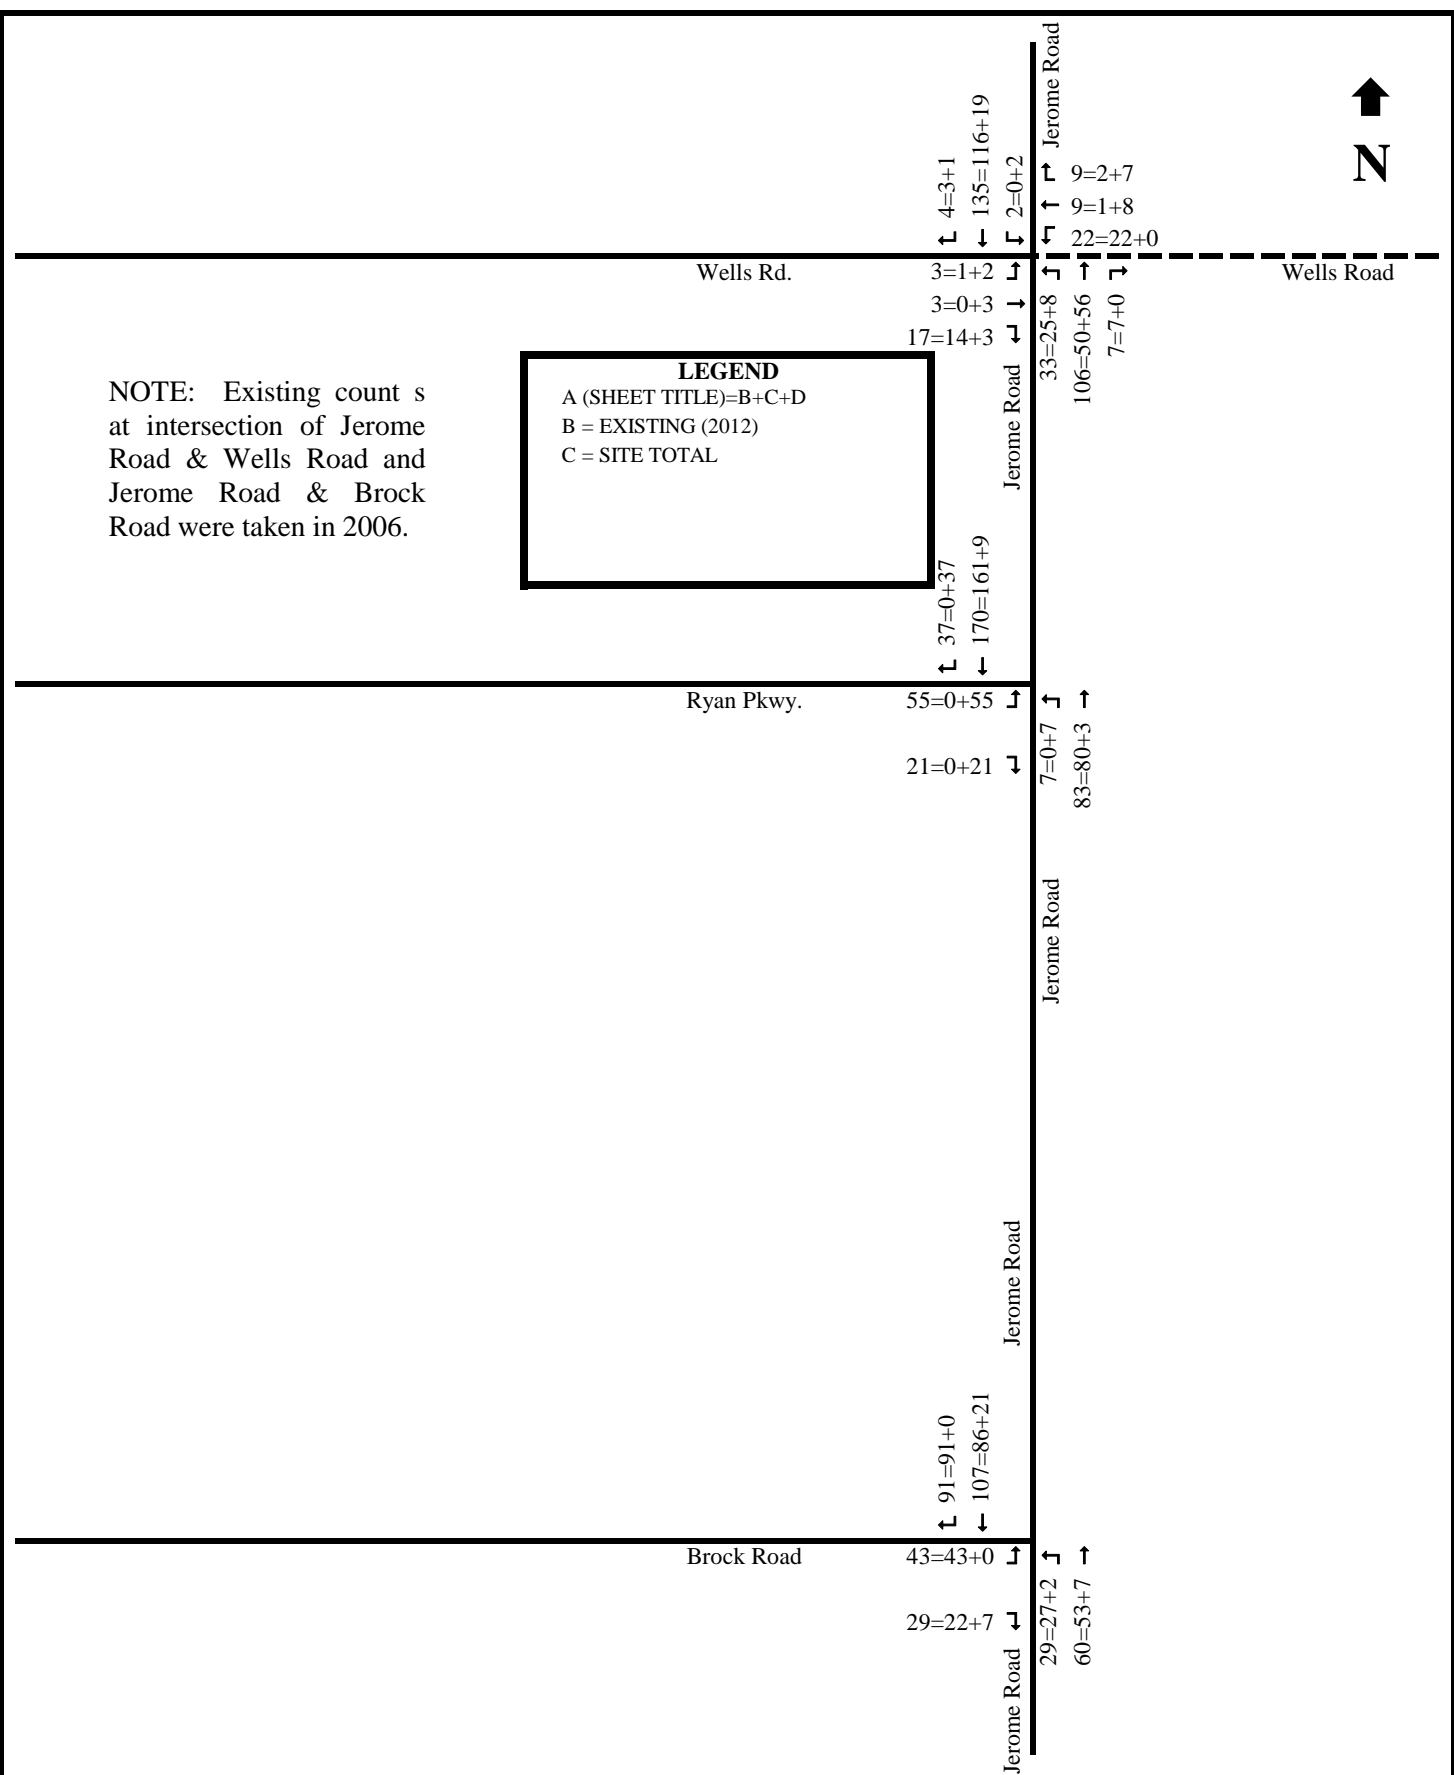 Jerome Road
N
4=3+1
135=116+19
2=0+2
9=2+7
9=1+8
22=22+0
Wells Rd.
3=1+2
Wells Road
3=0+3
17=14+3
33=25+8
106=50+56
7=7+0
Jerome Road
NOTE: Existing count s
at intersection of Jerome
Road & Wells Road and
Jerome Road & Brock
Road were taken in 2006.
LEGEND
A (SHEET TITLE)=B+C+D
B = EXISTING (2012)
C = SITE TOTAL
37=0+37
170=161+9
Ryan Pkwy.
55=0+55
21=0+21
7=0+7
83=80+3
Jerome Road
Jerome Road
91=91+0
107=86+21
Brock Road
43=43+0
29=22+7
29=27+2
60=53+7
Jerome Road